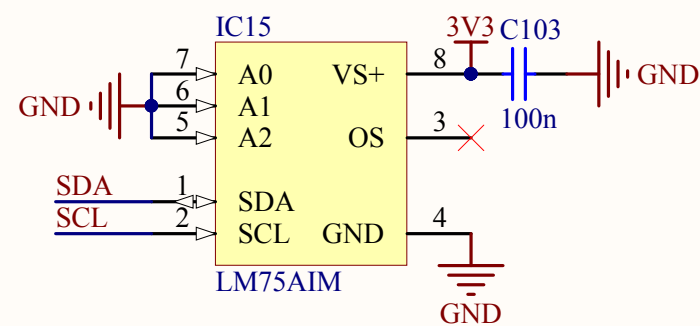 IC15
3V3 C103
7 A0 VS+ 8
GND 6 A1 GND
5 A2 OS 3 100n
SDA 1 SDA
SCL 2 SCL GND 4
LM75AIM
GND